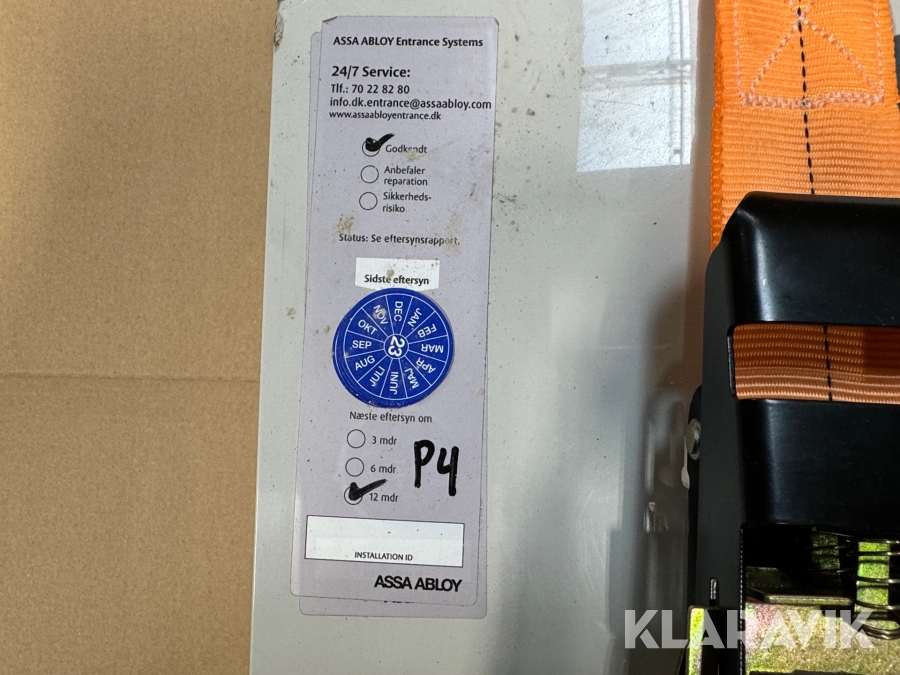 ASSA ABLOY Entrance Systems
24/7 Service:
Tlf.: 70 22 82 80
info.dk.entrance@assaabloy.com
www.assaabloyentrance.dk
Godkendt
Anbefaler
reparation
Sikkerheds-
risiko
Status: Se eftersynsrapport.
Sidste eftersyn
JAN
FEB
MAR
APR
MAJ
JUNI
JULI
AUG
SEP
OKT
NOV
DEC
23
Næste eftersyn om
3 mdr
6 mdr
12 mdr
P4
INSTALLATION ID
ASSA ABLOY
KLARAVIK